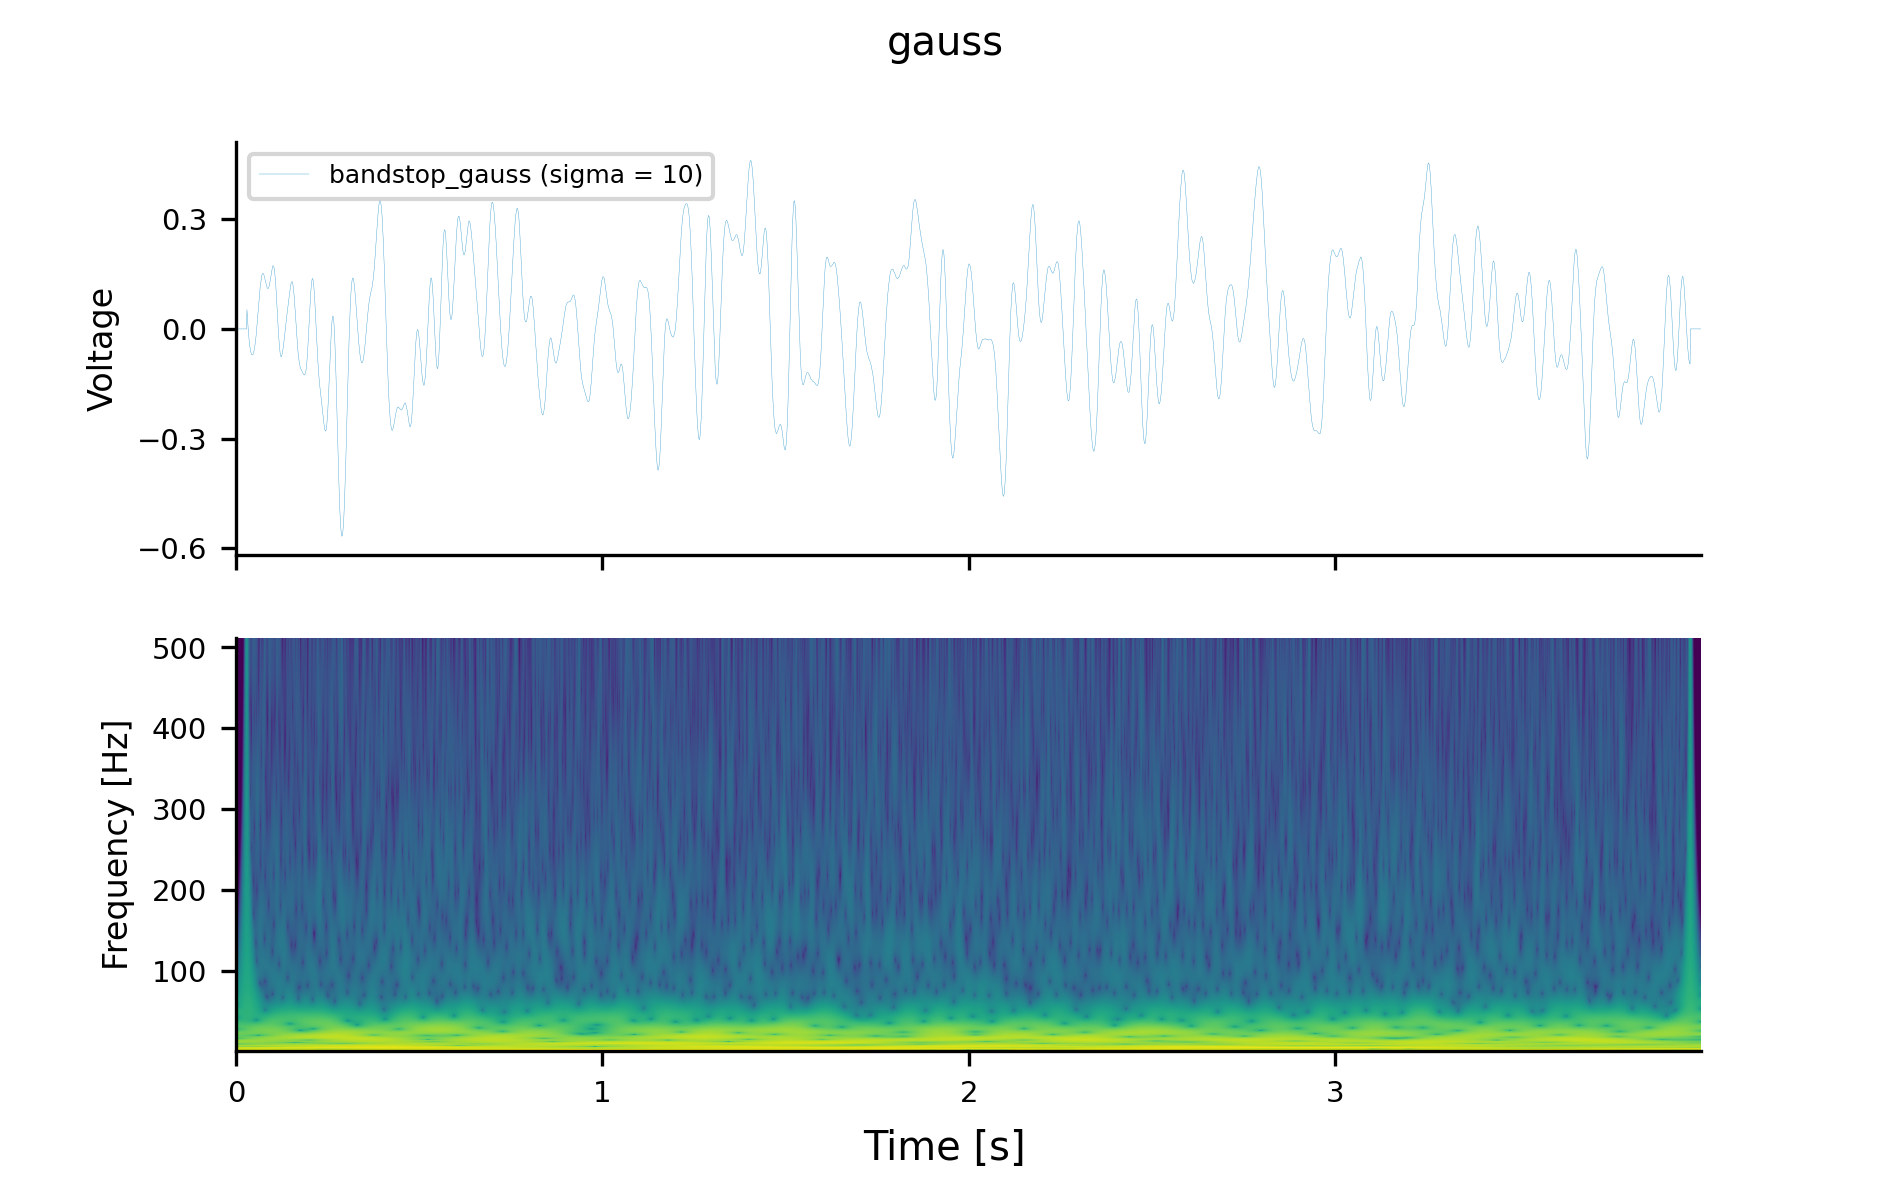 gauss
bandstop_gauss (sigma = 10)
Voltage
0.3
0.0
−0.3
−0.6
Frequency [Hz]
500
400
300
200
100
0 1 2 3
Time [s]